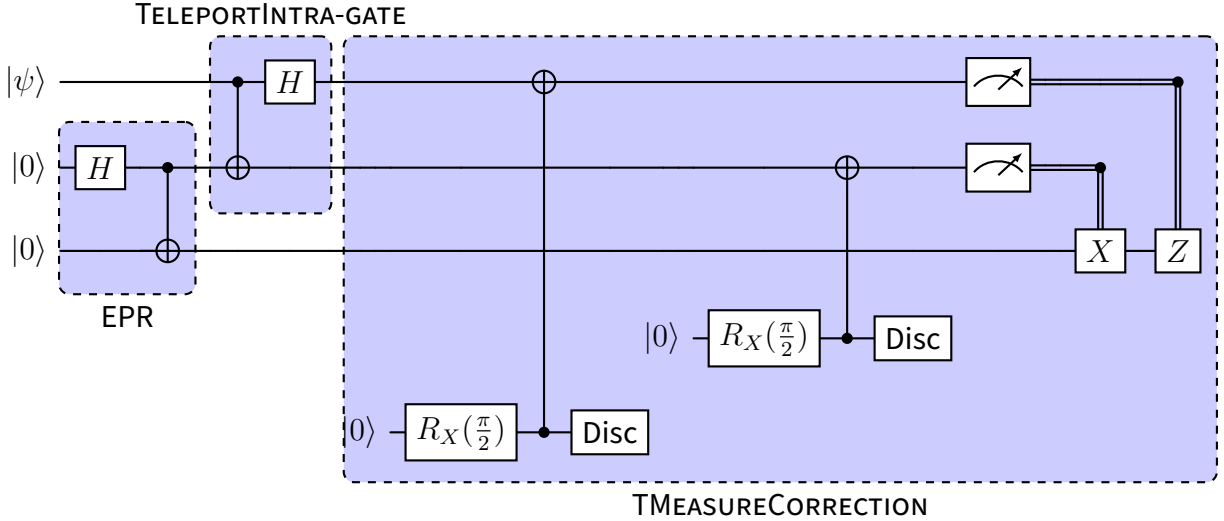 TELEPORTINTRA-GATE
|ψ⟩
H
|0⟩
H
|0⟩
X
Z
EPR
|0⟩
R_X(π/2)
Disc
0⟩
R_X(π/2)
Disc
TMEASURECORRECTION